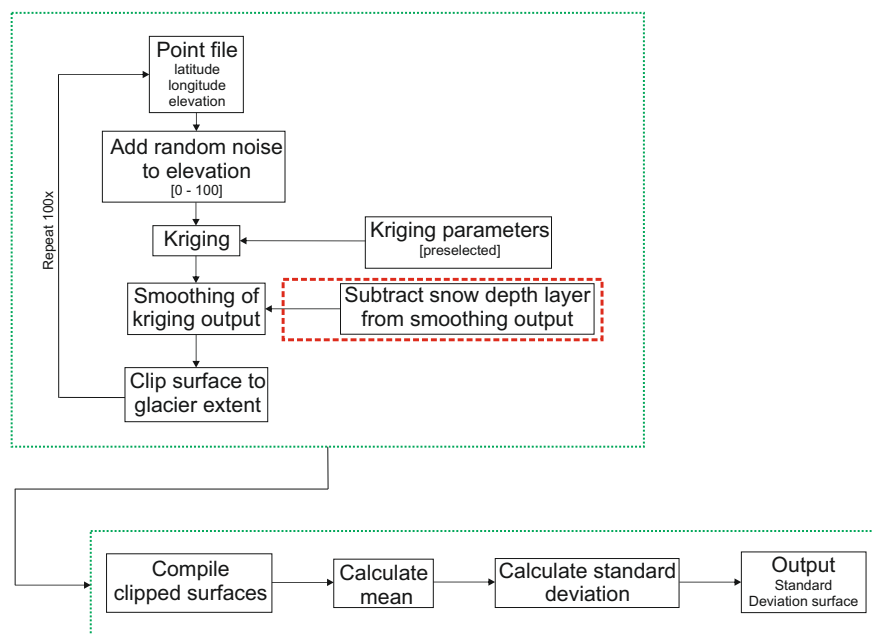 Point file
latitude
longitude
elevation
Add random noise
to elevation
[0 - 100]
Repeat 100x
Kriging
Kriging parameters
[preselected]
Smoothing of
kriging output
Subtract snow depth layer
from smoothing output
Clip surface to
glacier extent
Compile
clipped surfaces
Calculate
mean
Calculate standard
deviation
Output
Standard
Deviation surface